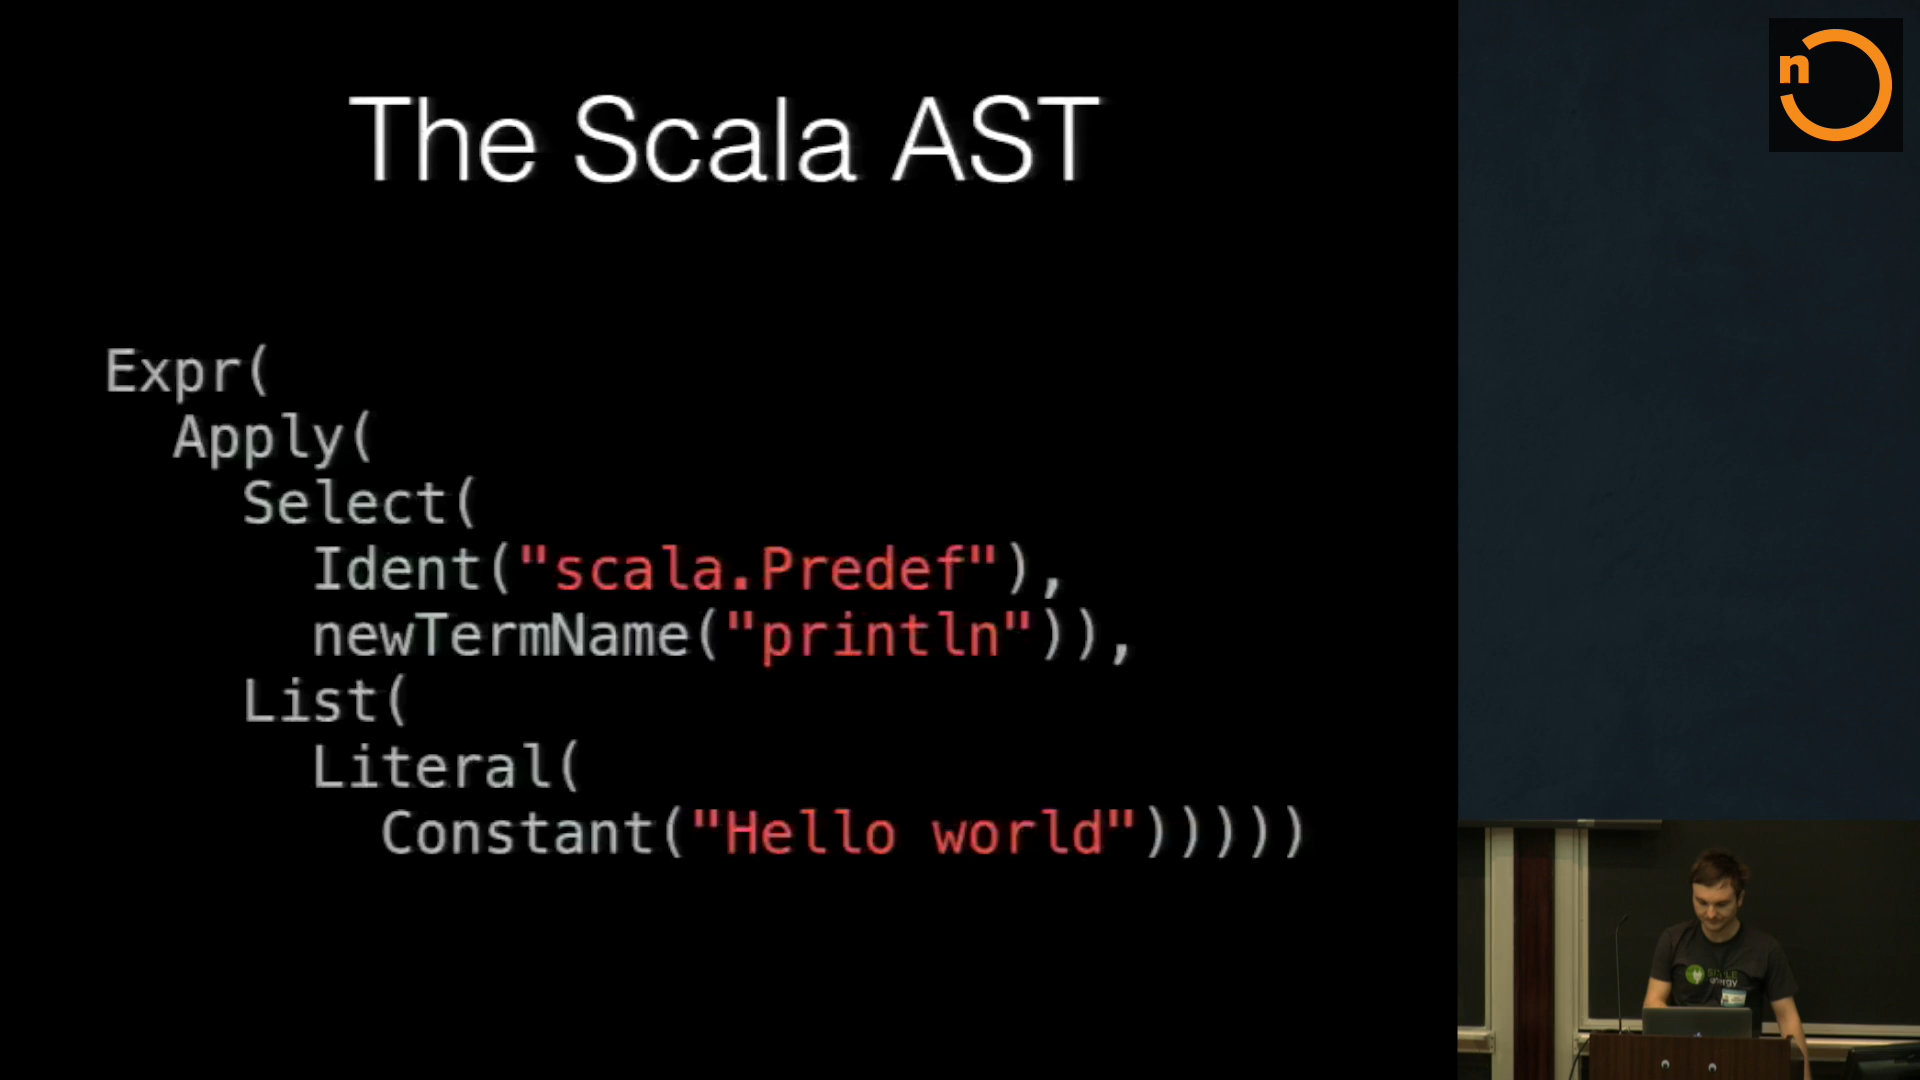 The Scala AST
Expr(
Apply(
Select(
Ident("scala.Predef"),
newTermName("println")),
List(
Literal(
Constant("Hello world")))))
n